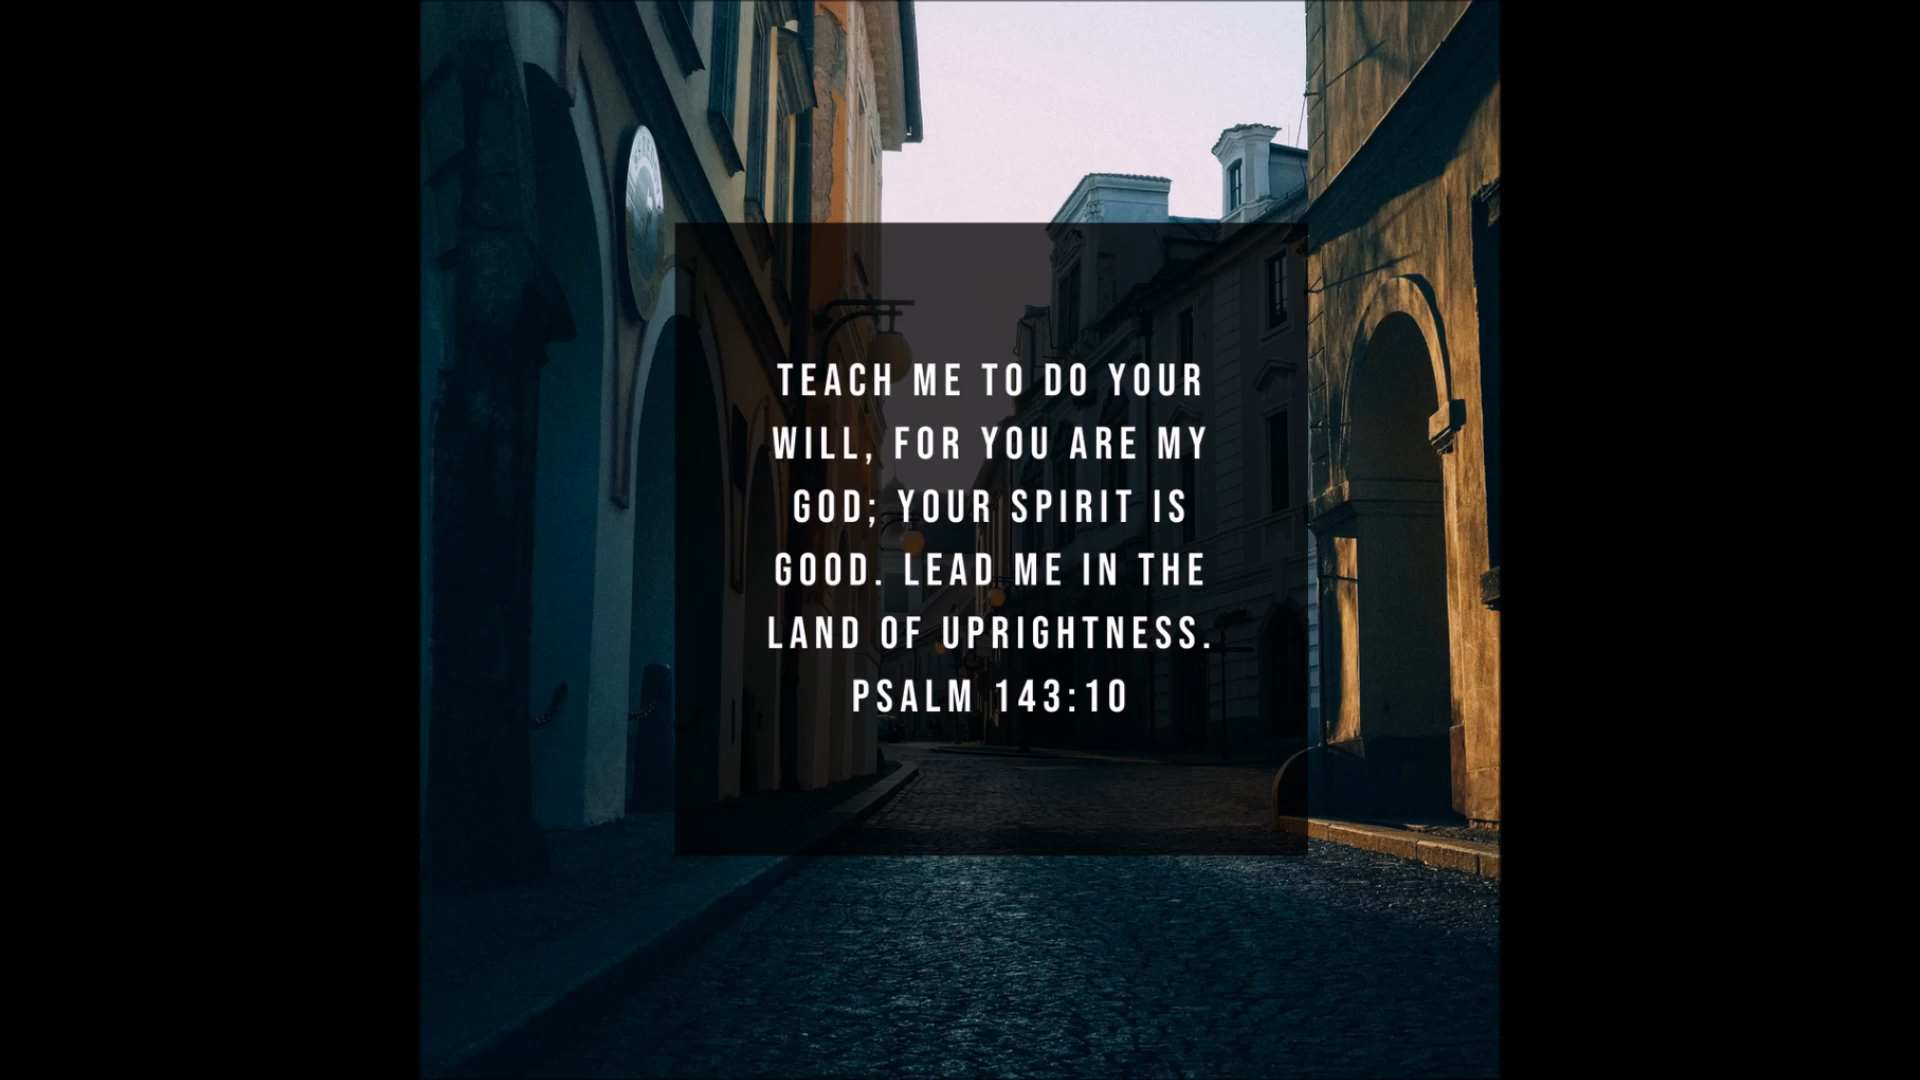 TEACH ME TO DO YOUR
WILL, FOR YOU ARE MY
GOD; YOUR SPIRIT IS
GOOD. LEAD ME IN THE
LAND OF UPRIGHTNESS.
PSALM 143:10